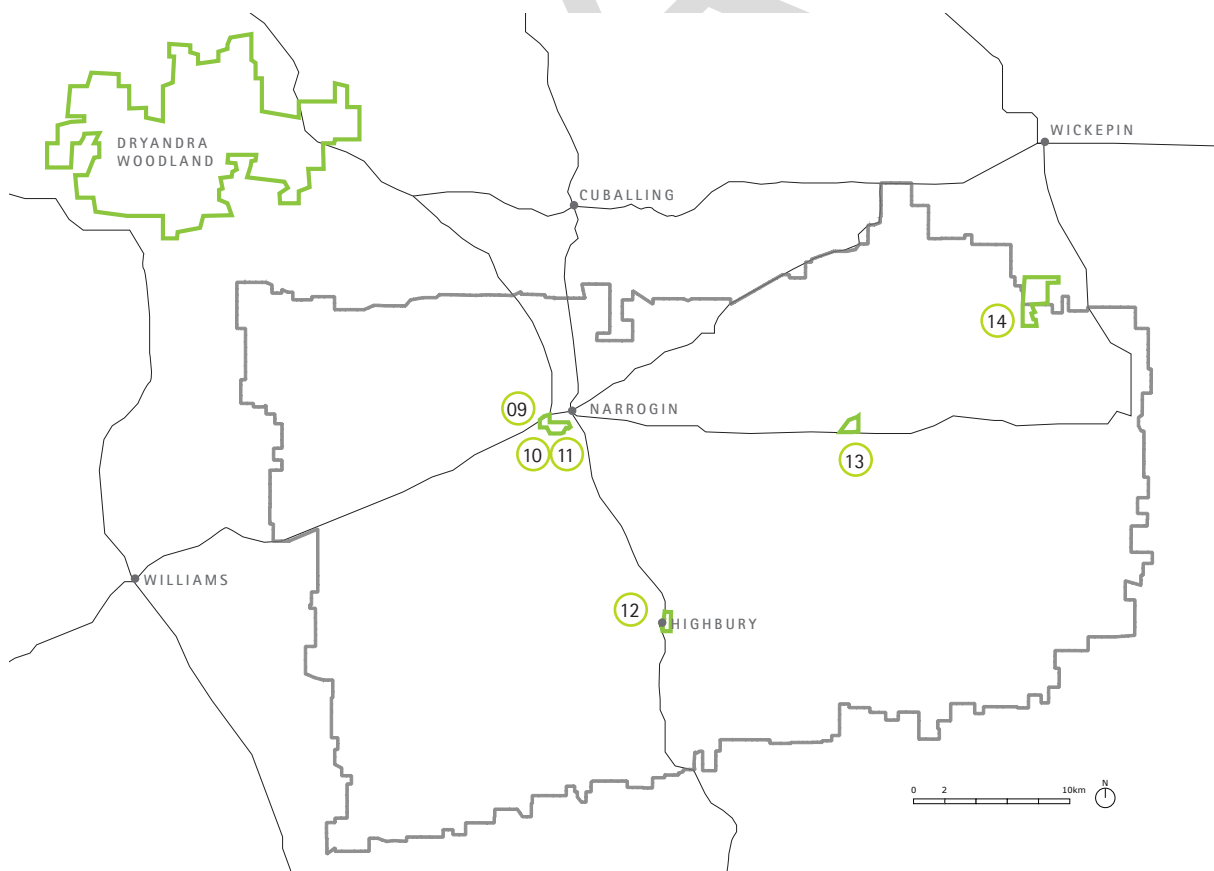 DRYANDRA
WOODLAND
WICKEPIN
CUBALLING
14
09
NARROGIN
10
11
13
WILLIAMS
12
HIGHBURY
0 2 10km
N